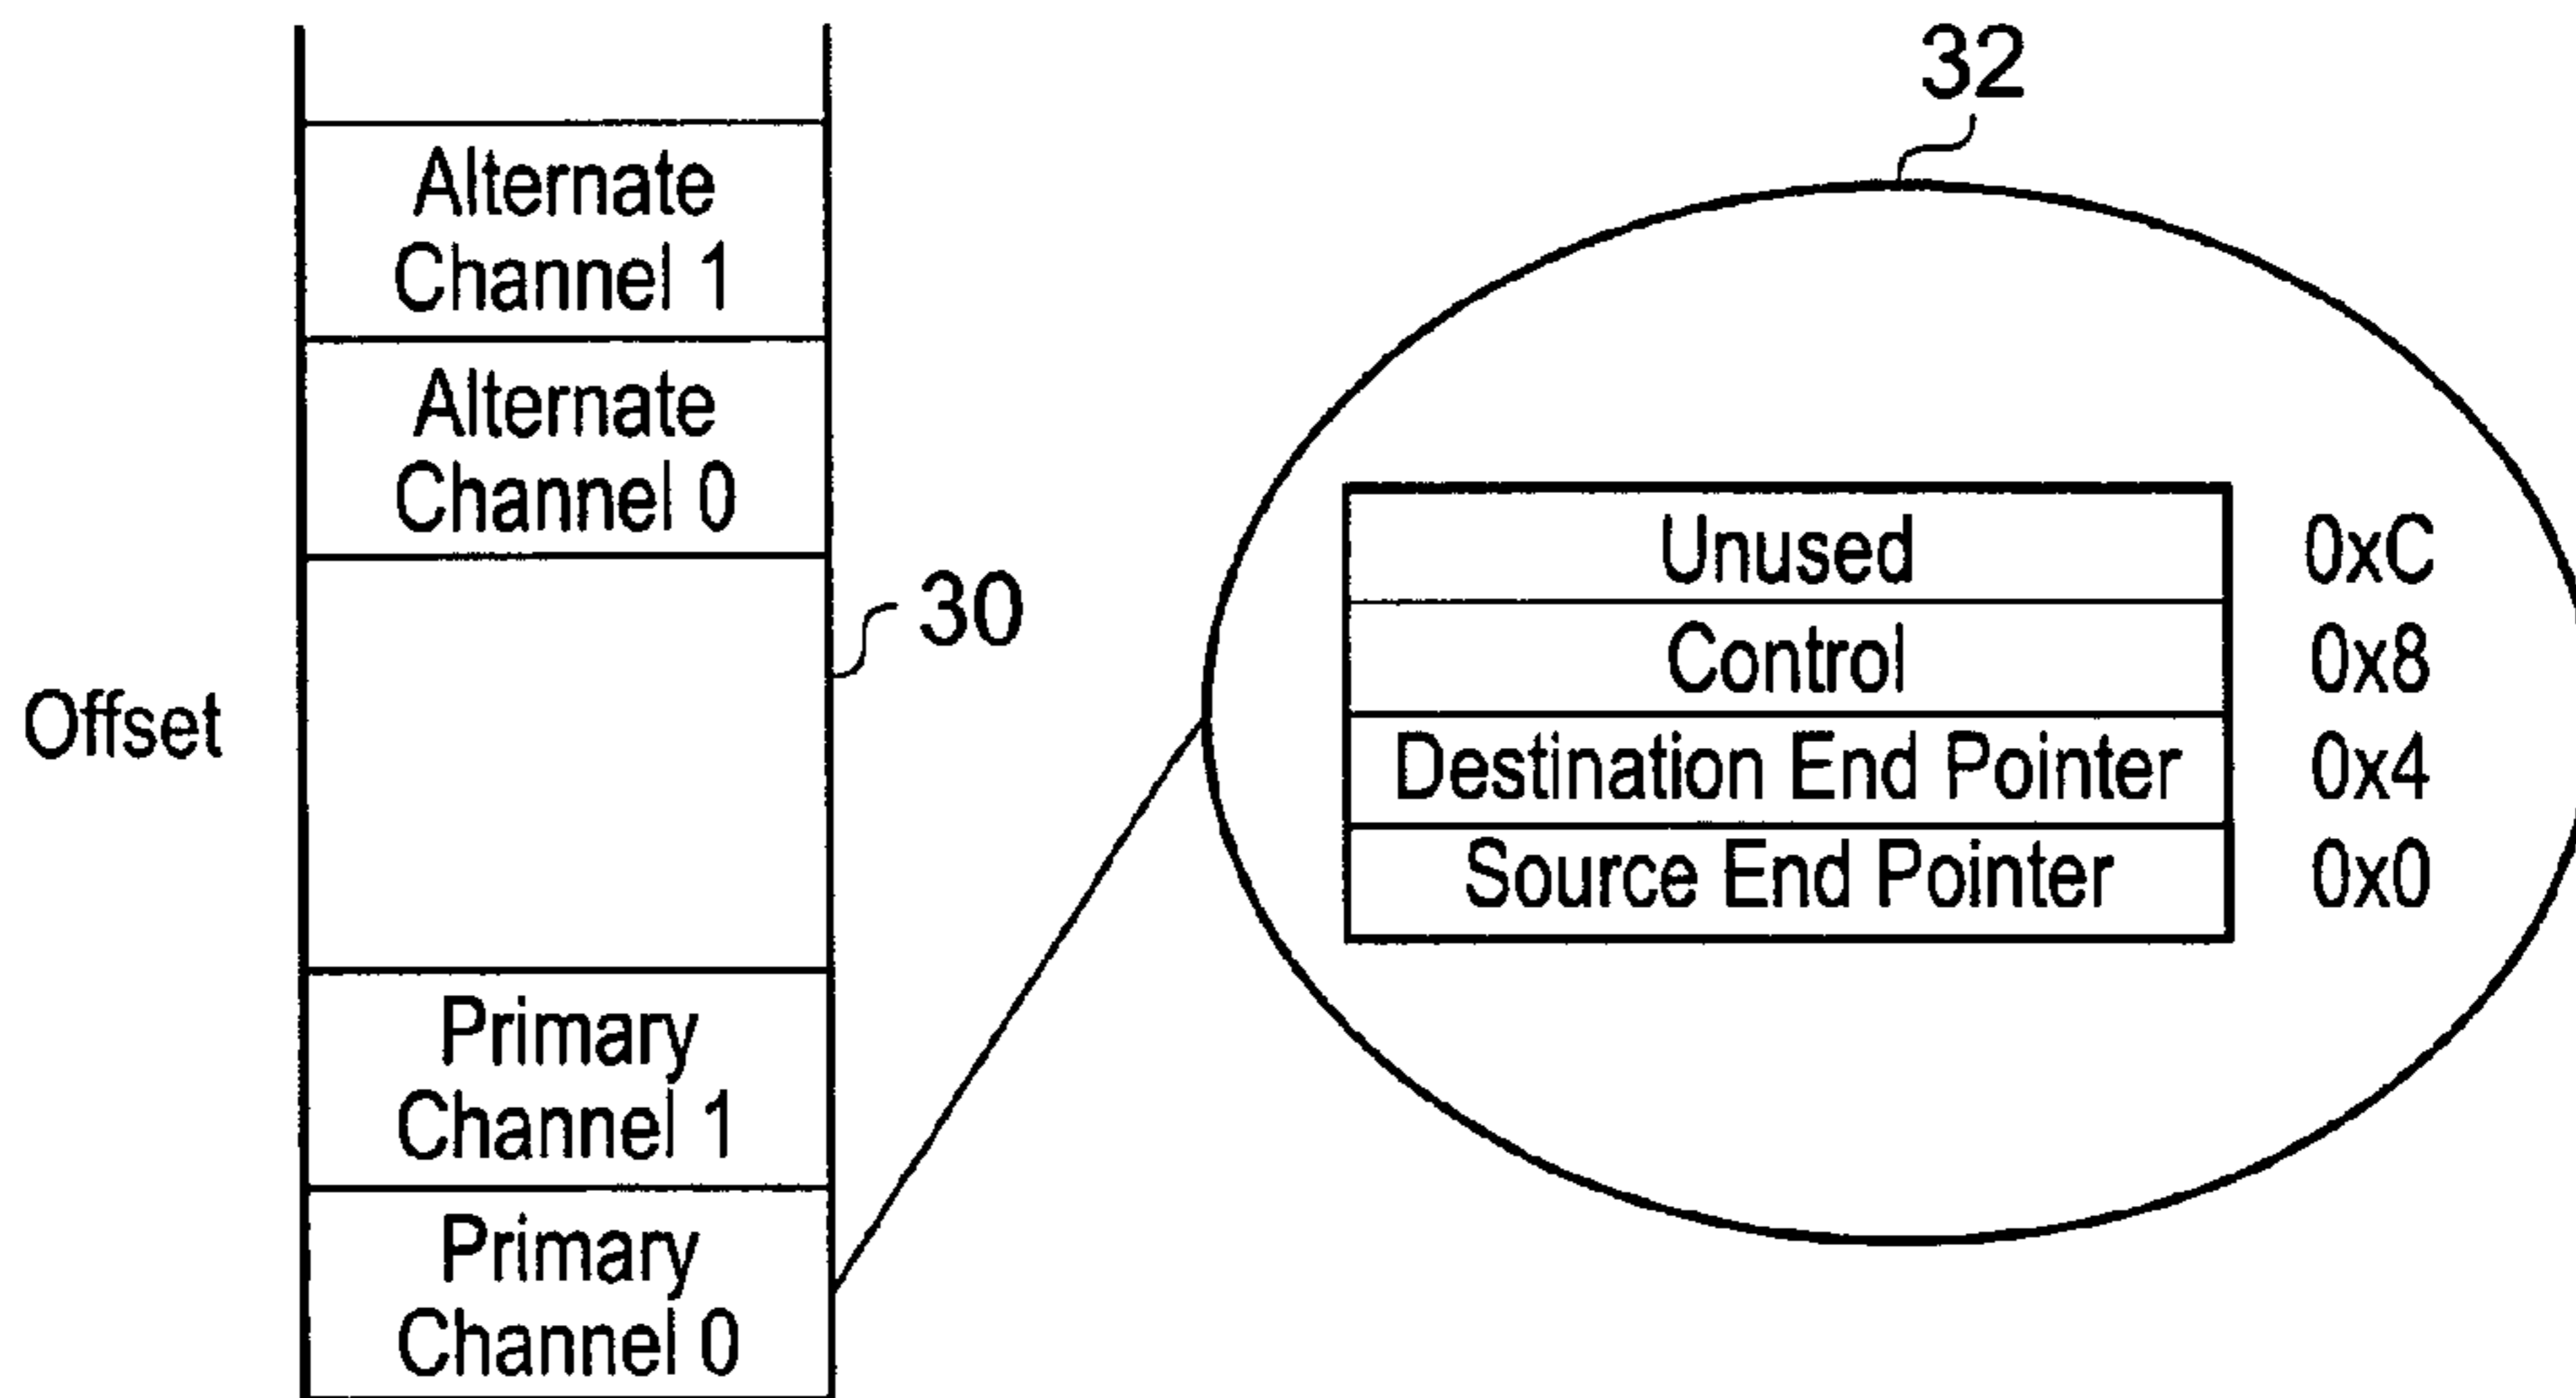 Alternate
Channel 1
Alternate
Channel 0
Offset
30
Primary
Channel 1
Primary
Channel 0
32
Unused 0xC
Control 0x8
Destination End Pointer 0x4
Source End Pointer 0x0